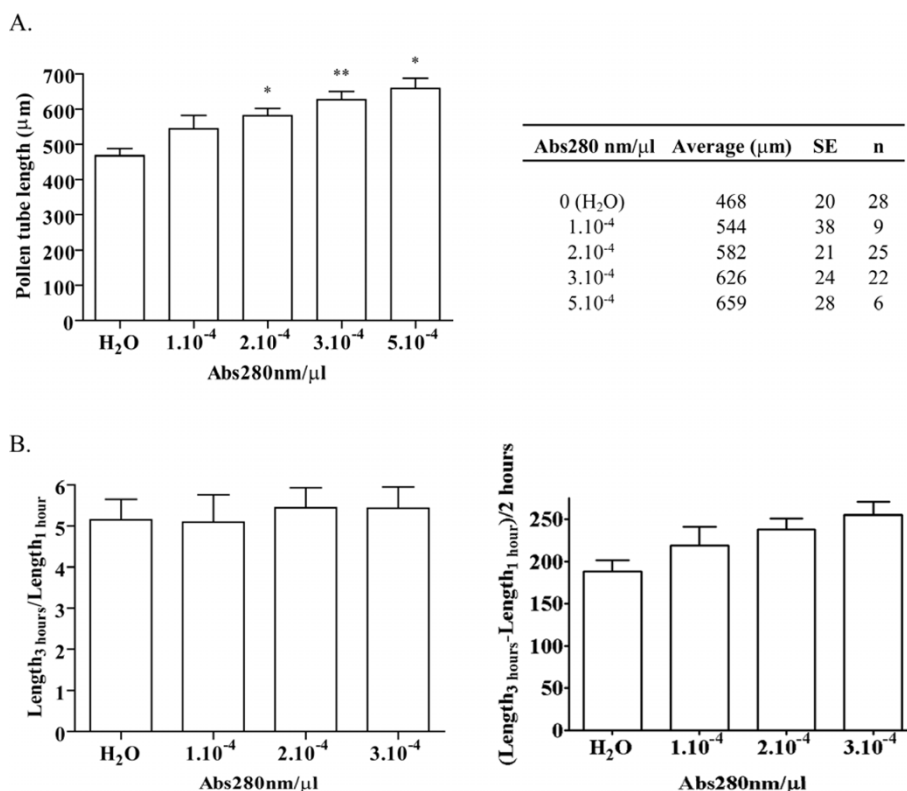 A.
Pollen tube length (μm)
700
600
500
400
300
200
100
0
* ** *
H₂O 1.10⁻⁴ 2.10⁻⁴ 3.10⁻⁴ 5.10⁻⁴
Abs280nm/μl
Abs280 nm/μl Average (μm) SE n
0 (H₂O) 468 20 28
1.10⁻⁴ 544 38 9
2.10⁻⁴ 582 21 25
3.10⁻⁴ 626 24 22
5.10⁻⁴ 659 28 6
B.
Length₃ hours/Length₁ hour
6
5
4
3
2
1
0
H₂O 1.10⁻⁴ 2.10⁻⁴ 3.10⁻⁴
Abs280nm/μl
(Length₃ hours-Length₁ hour)/2 hours
250
200
150
100
50
0
H₂O 1.10⁻⁴ 2.10⁻⁴ 3.10⁻⁴
Abs280nm/μl